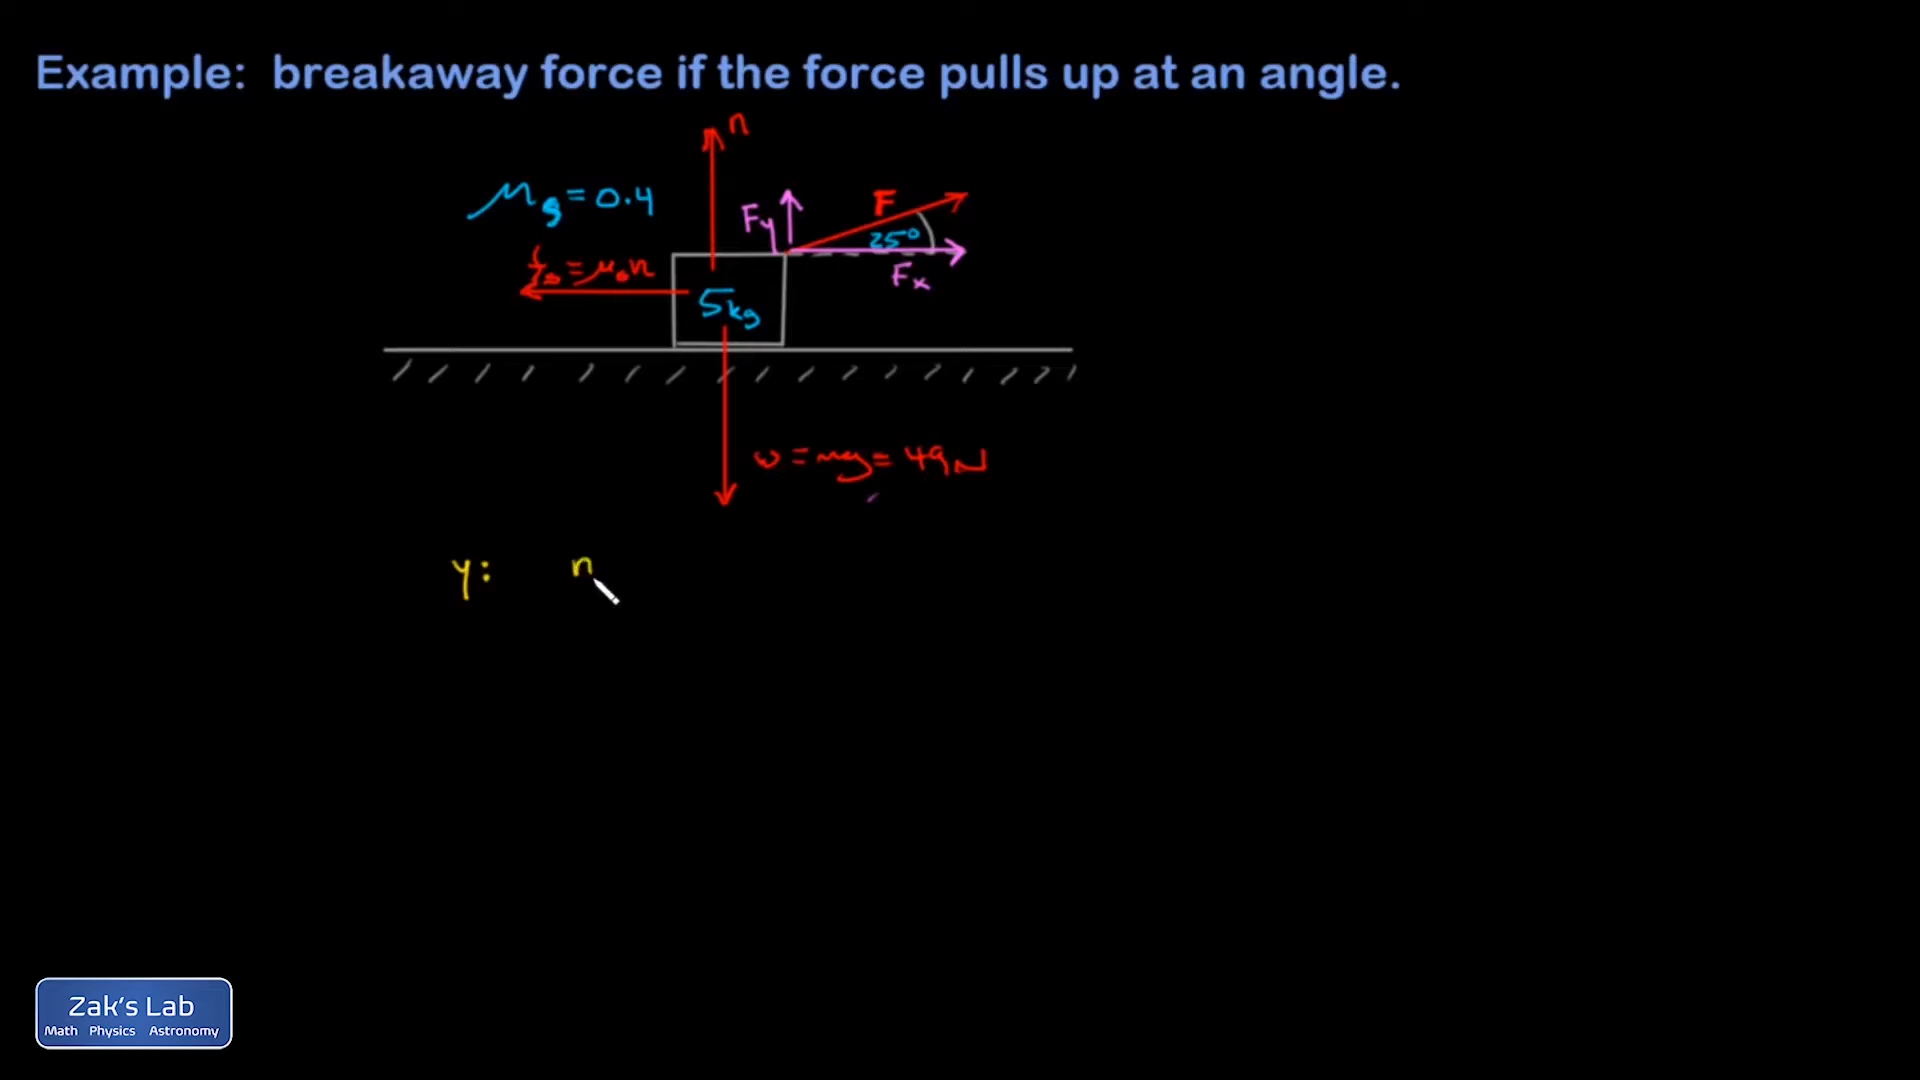 Example: breakaway force if the force pulls up at an angle.
n
μs = 0.4
Fy
F
25°
fs = μsn
Fx
5kg
w = mg = 49N
y: n
Zak's Lab
Math Physics Astronomy